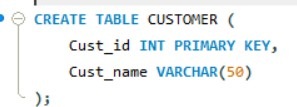 CREATE TABLE CUSTOMER (
    Cust_id INT PRIMARY KEY,
    Cust_name VARCHAR(50)
);